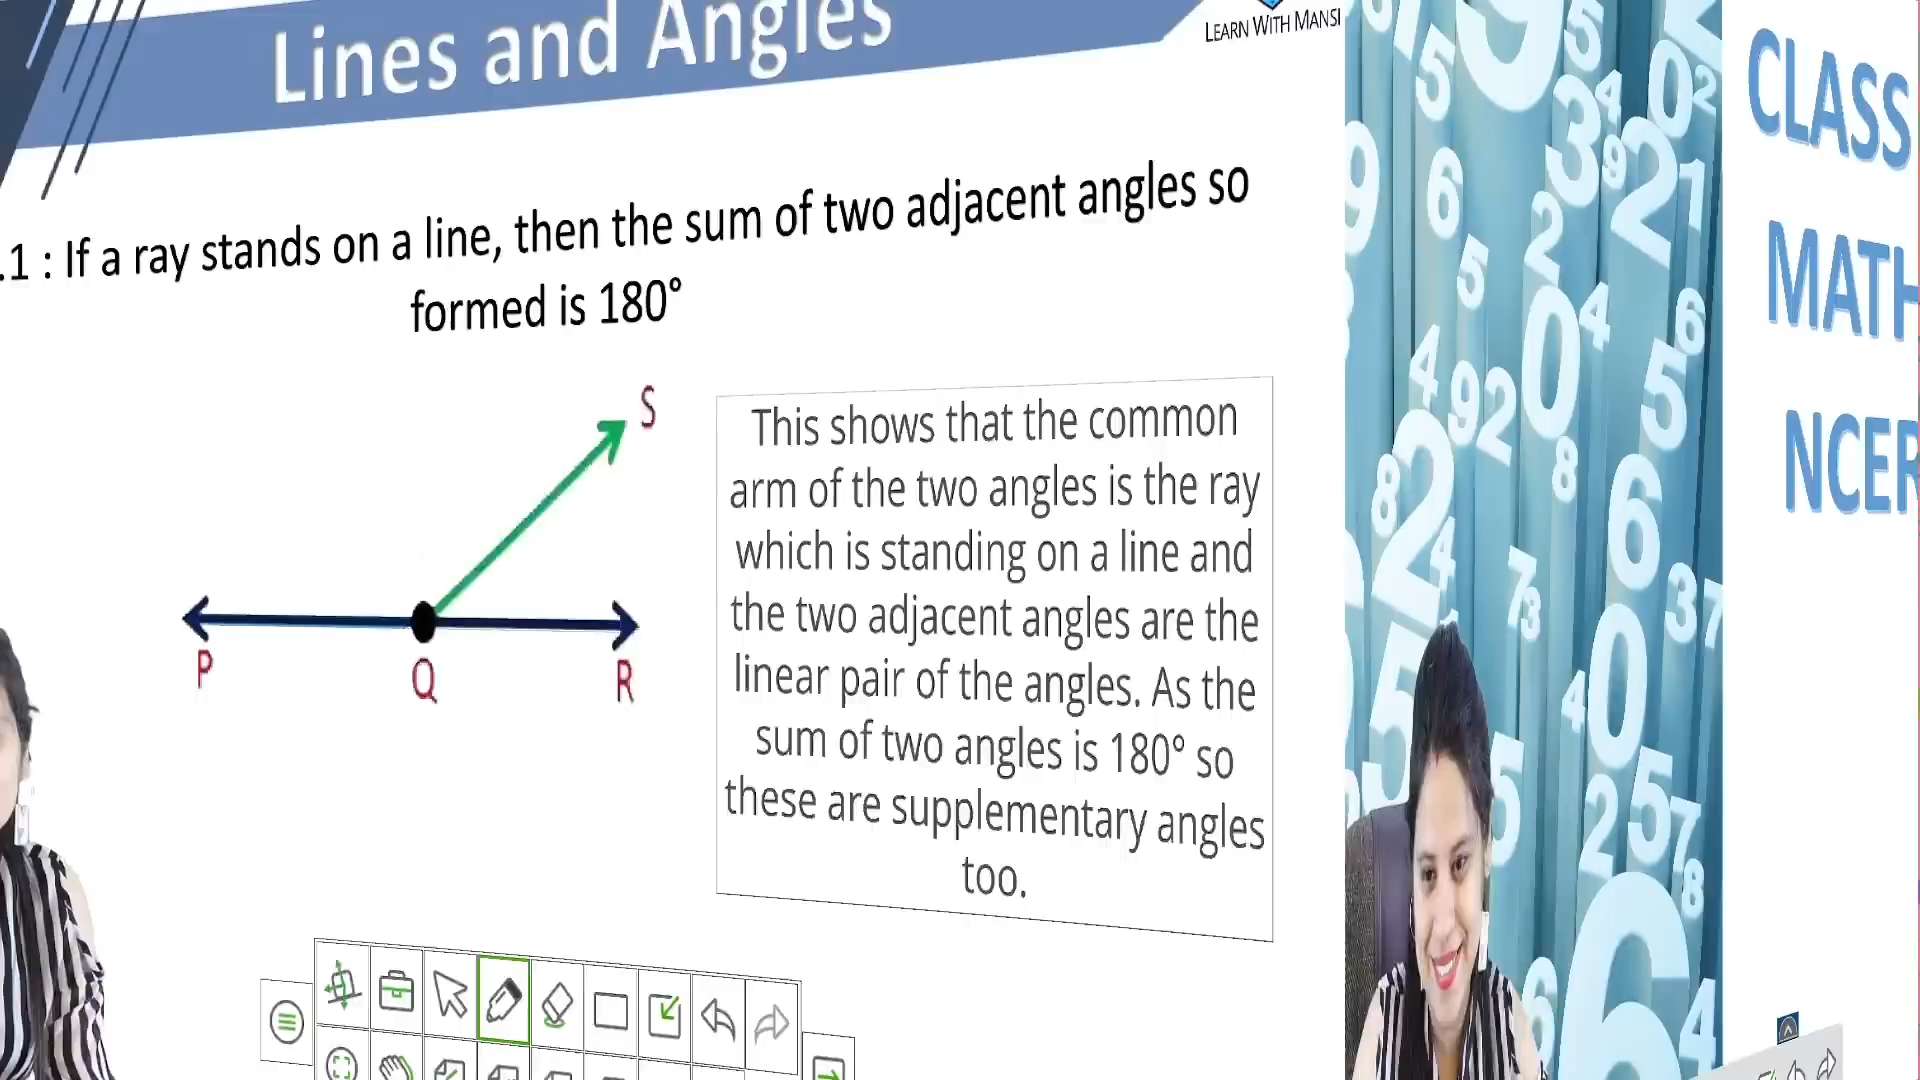 Lines and Angles
LEARN WITH MANSI
.1 : If a ray stands on a line, then the sum of two adjacent angles so
formed is 180°
S
P
Q
R
This shows that the common
arm of the two angles is the ray
which is standing on a line and
the two adjacent angles are the
linear pair of the angles. As the
sum of two angles is 180° so
these are supplementary angles
too.
CLASS
MATH
NCER